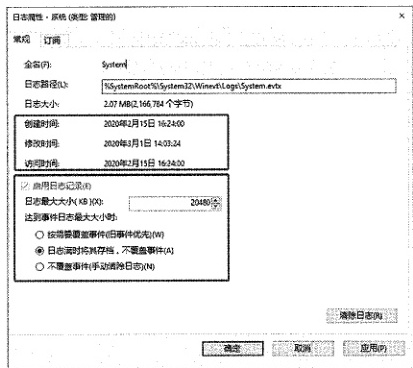 日志属性 - 系统 (类型: 管理的)
常规 订阅
全名(F): System
日志路径(L): %SystemRoot%\System32\Winevt\Logs\System.evtx
日志大小: 2.07 MB(2,166,784 个字节)
创建时间: 2020年2月15日 16:24:00
修改时间: 2020年3月1日 14:03:24
访问时间: 2020年2月15日 16:24:00
启用日志记录(E)
日志最大大小( KB )(X): 20480
达到事件日志最大大小时:
按需要覆盖事件(旧事件优先)(W)
日志满时将其存档，不覆盖事件(A)
不覆盖事件(手动清除日志)(N)
清除日志(R)
确定 取消 应用(P)